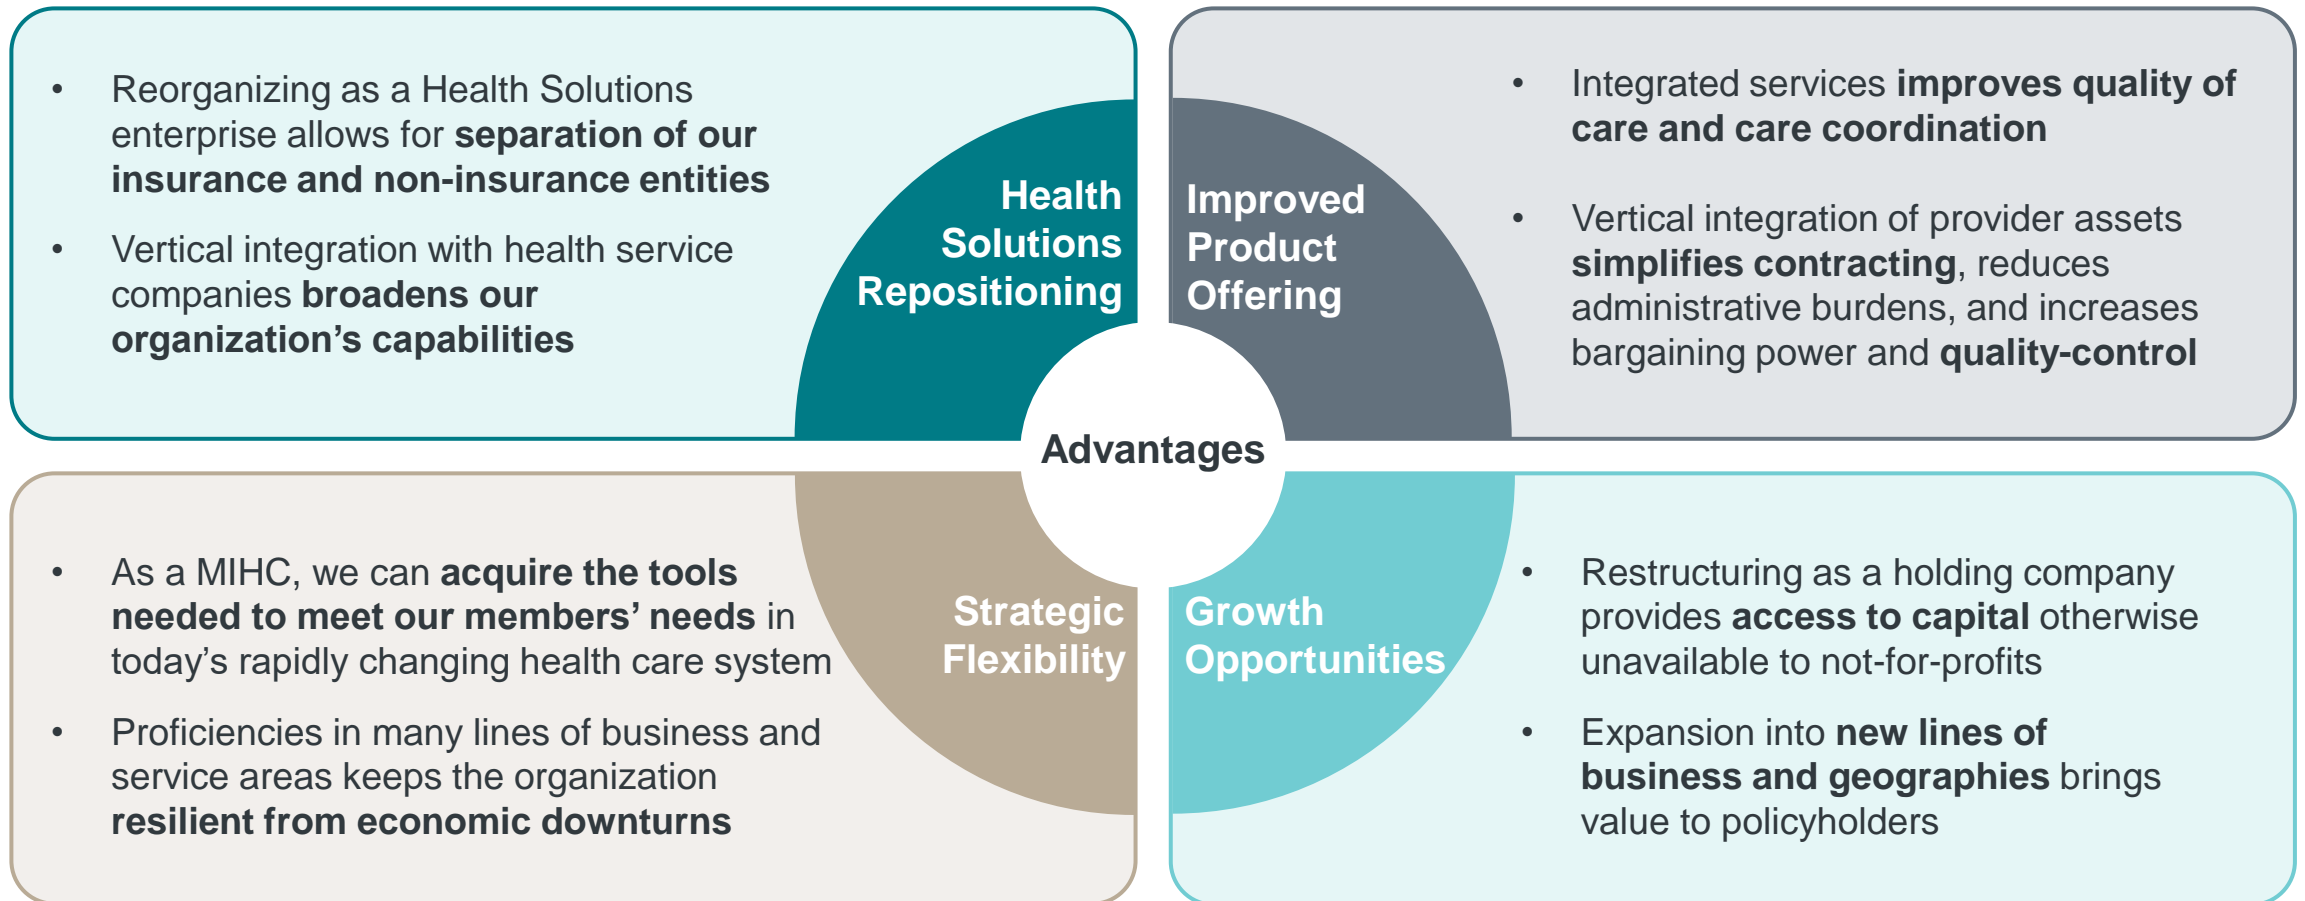 • Reorganizing as a Health Solutions
enterprise allows for separation of our
insurance and non-insurance entities
• Vertical integration with health service
companies broadens our
organization’s capabilities
Health
Solutions
Repositioning
Improved
Product
Offering
• Integrated services improves quality of
care and care coordination
• Vertical integration of provider assets
simplifies contracting, reduces
administrative burdens, and increases
bargaining power and quality-control
Advantages
• As a MIHC, we can acquire the tools
needed to meet our members’ needs in
today’s rapidly changing health care system
• Proficiencies in many lines of business and
service areas keeps the organization
resilient from economic downturns
Strategic
Flexibility
Growth
Opportunities
• Restructuring as a holding company
provides access to capital otherwise
unavailable to not-for-profits
• Expansion into new lines of
business and geographies brings
value to policyholders